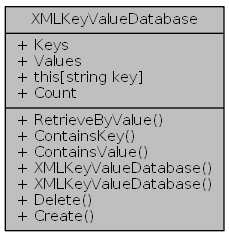 XMLKeyValueDatabase
+ Keys
+ Values
+ this[string key]
+ Count
+ RetrieveByValue()
+ ContainsKey()
+ ContainsValue()
+ XMLKeyValueDatabase()
+ XMLKeyValueDatabase()
+ Delete()
+ Create()